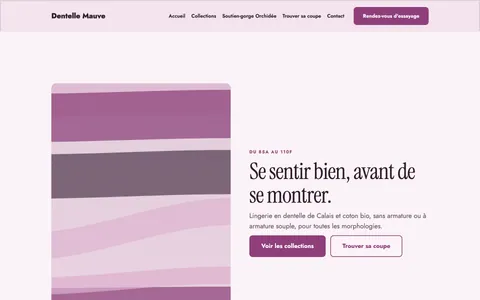 Dentelle Mauve
Accueil Collections Soutien-gorge Orchidée Trouver sa coupe Contact Rendez-vous d'essayage
DU 85A AU 110F
Se sentir bien, avant de
se montrer.
Lingerie en dentelle de Calais et coton bio, sans armature ou à
armature souple, pour toutes les morphologies.
Voir les collections Trouver sa coupe